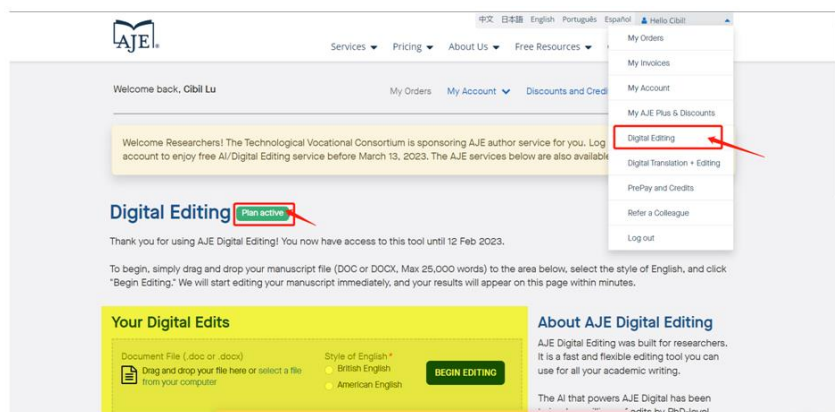 中文 日本語 English Português Español Hello Cibil!
AJE
Services Pricing About Us Free Resources
My Orders
My Invoices
My Account
My AJE Plus & Discounts
Digital Editing
Digital Translation + Editing
PrePay and Credits
Refer a Colleague
Log out
Welcome back, Cibil Lu
My Orders My Account Discounts and Credi
Welcome Researchers! The Technological Vocational Consortium is sponsoring AJE author service for you. Log
account to enjoy free AI/Digital Editing service before March 13, 2023. The AJE services below are also available
Digital Editing Plan active
Thank you for using AJE Digital Editing! You now have access to this tool until 12 Feb 2023.
To begin, simply drag and drop your manuscript file (DOC or DOCX, Max 25,000 words) to the area below, select the style of English, and click
"Begin Editing." We will start editing your manuscript immediately, and your results will appear on this page within minutes.
Your Digital Edits
Document File (.doc or .docx)
Drag and drop your file here or select a file
from your computer
Style of English *
British English
American English
BEGIN EDITING
About AJE Digital Editing
AJE Digital Editing was built for researchers.
It is a fast and flexible editing tool you can
use for all your academic writing.
The AI that powers AJE Digital has been